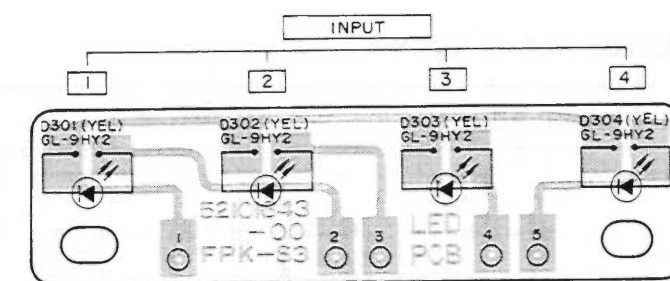 INPUT
1 2 3 4
D301(YEL) D302(YEL) D303(YEL) D304(YEL)
GL-9HY2 GL-9HY2 GL-9HY2 GL-9HY2
52101343 LED
-00
FPK-S3 PCB
1 2 3 4 5